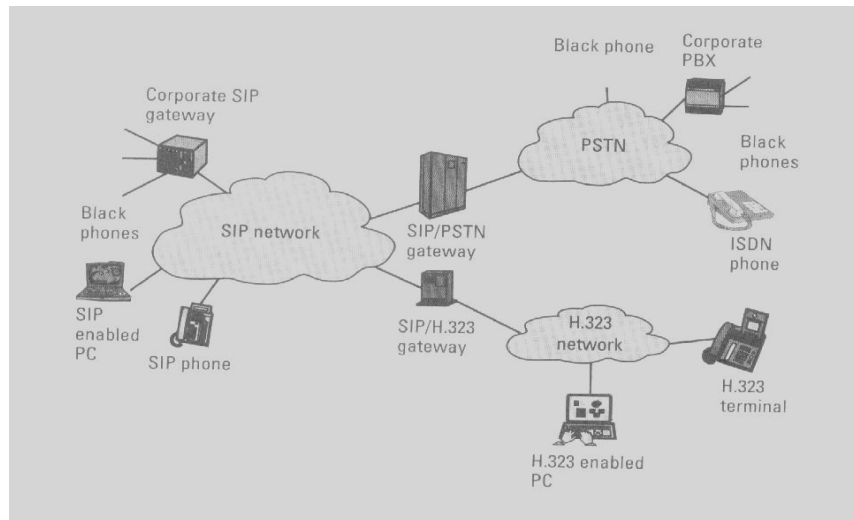 Black phone
Corporate
PBX
Corporate SIP
gateway
PSTN
Black
phones
Black
phones
SIP network
SIP/PSTN
gateway
ISDN
phone
SIP
enabled
PC
SIP phone
SIP/H.323
gateway
H.323
network
H.323
terminal
H.323 enabled
PC